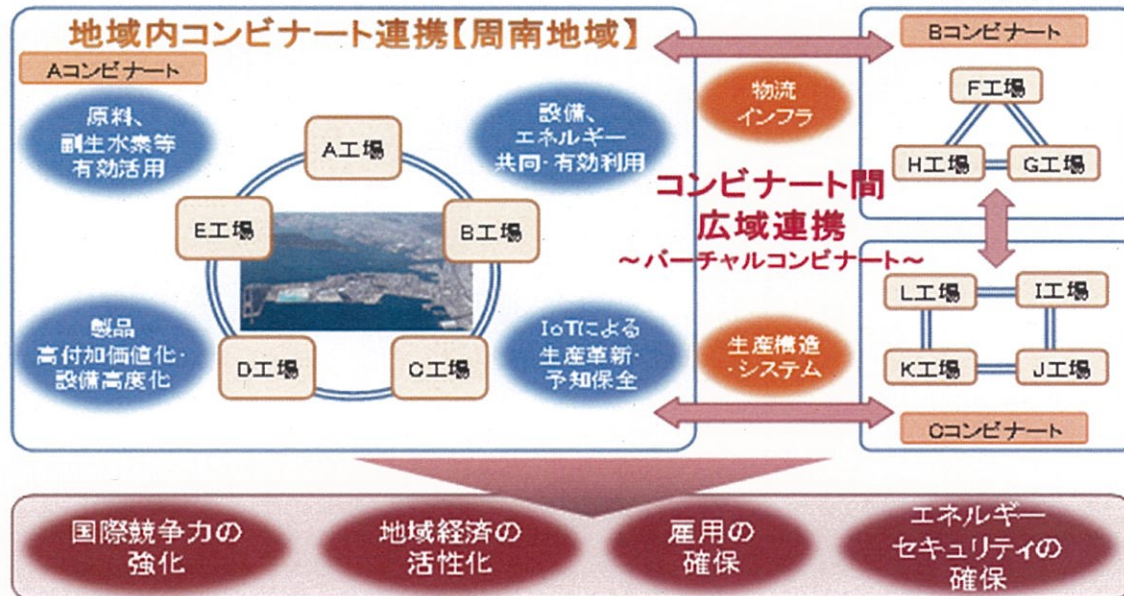 地域内コンビナート連携【周南地域】
Aコンビナート
原料、
副生水素等
有効活用
設備、
エネルギー
共同・有効利用
A工場
E工場
B工場
D工場
C工場
製品
高付加価値化・
設備高度化
IoTによる
生産革新・
予知保全
物流
インフラ
コンビナート間
広域連携
～バーチャルコンビナート～
生産構造
・システム
Bコンビナート
F工場
H工場
G工場
L工場
I工場
K工場
J工場
Cコンビナート
国際競争力の
強化
地域経済の
活性化
雇用の
確保
エネルギー
セキュリティの
確保